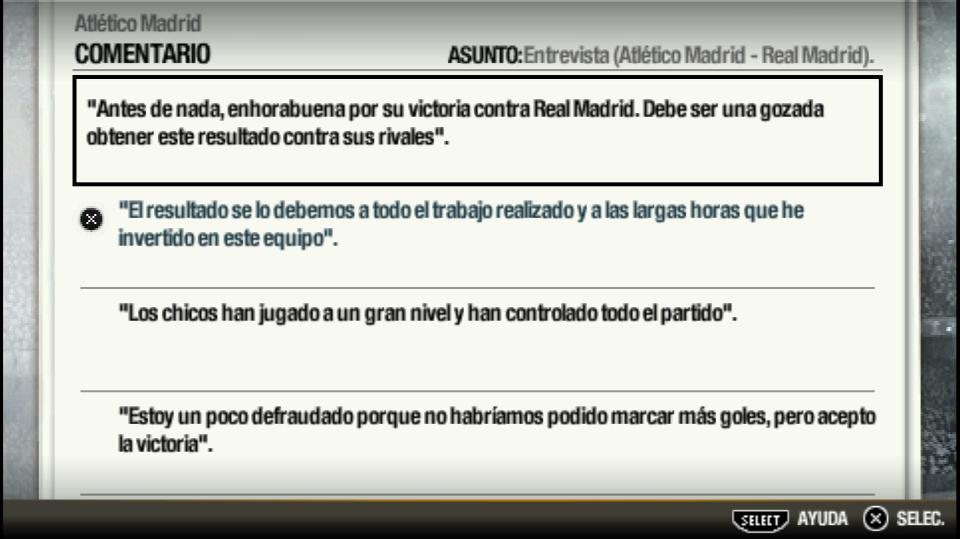 Atlético Madrid
COMENTARIO
ASUNTO: Entrevista (Atlético Madrid - Real Madrid).
"Antes de nada, enhorabuena por su victoria contra Real Madrid. Debe ser una gozada
obtener este resultado contra sus rivales".
"El resultado se lo debemos a todo el trabajo realizado y a las largas horas que he
invertido en este equipo".
"Los chicos han jugado a un gran nivel y han controlado todo el partido".
"Estoy un poco defraudado porque no habríamos podido marcar más goles, pero acepto
la victoria".
SELECT AYUDA SELEC.